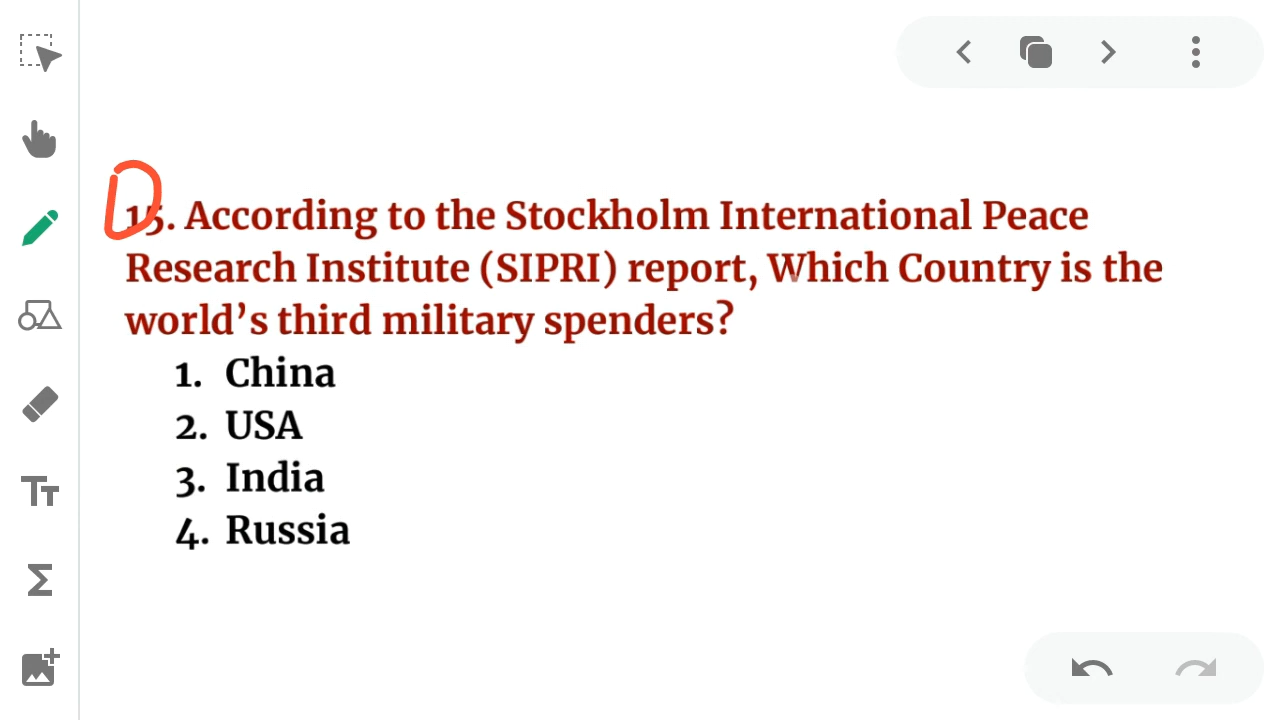 D
15. According to the Stockholm International Peace
Research Institute (SIPRI) report, Which Country is the
world's third military spenders?
1. China
2. USA
3. India
4. Russia